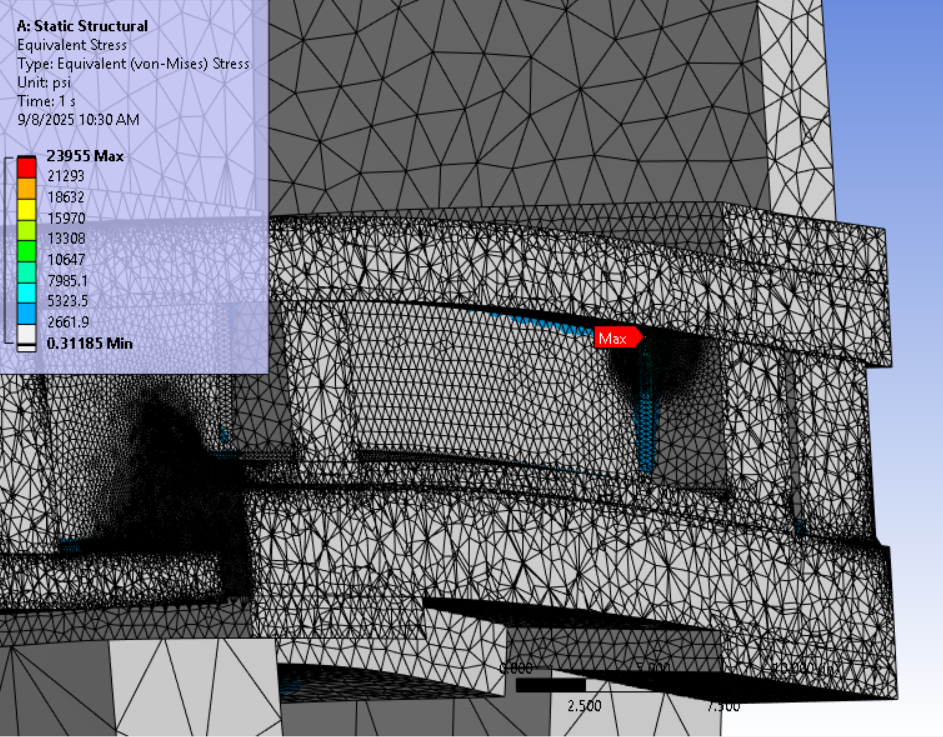 A: Static Structural
Equivalent Stress
Type: Equivalent (von-Mises) Stress
Unit: psi
Time: 1 s
9/8/2025 10:30 AM
23955 Max
21293
18632
15970
13308
10647
7985.1
5323.5
2661.9
0.31185 Min
Max
0.000
2.500
7.500